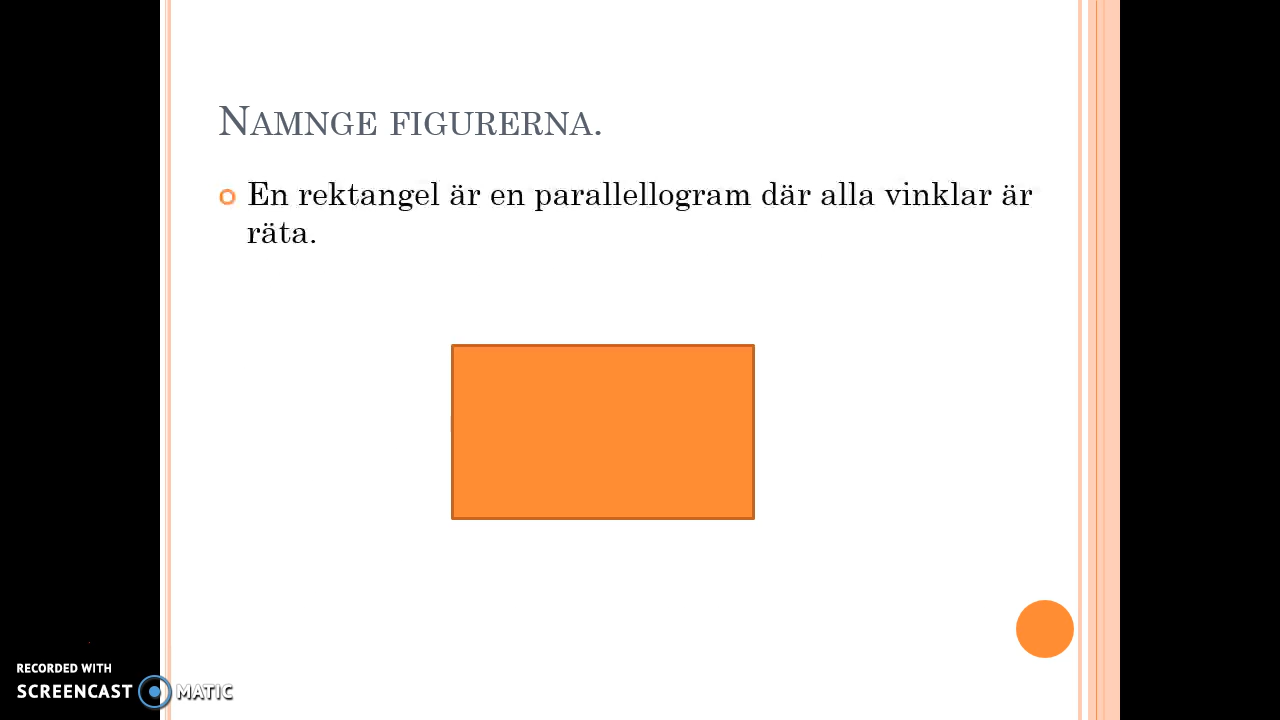 NAMNGE FIGURERNA.
En rektangel är en parallellogram där alla vinklar är
räta.
RECORDED WITH
SCREENCAST MATIC